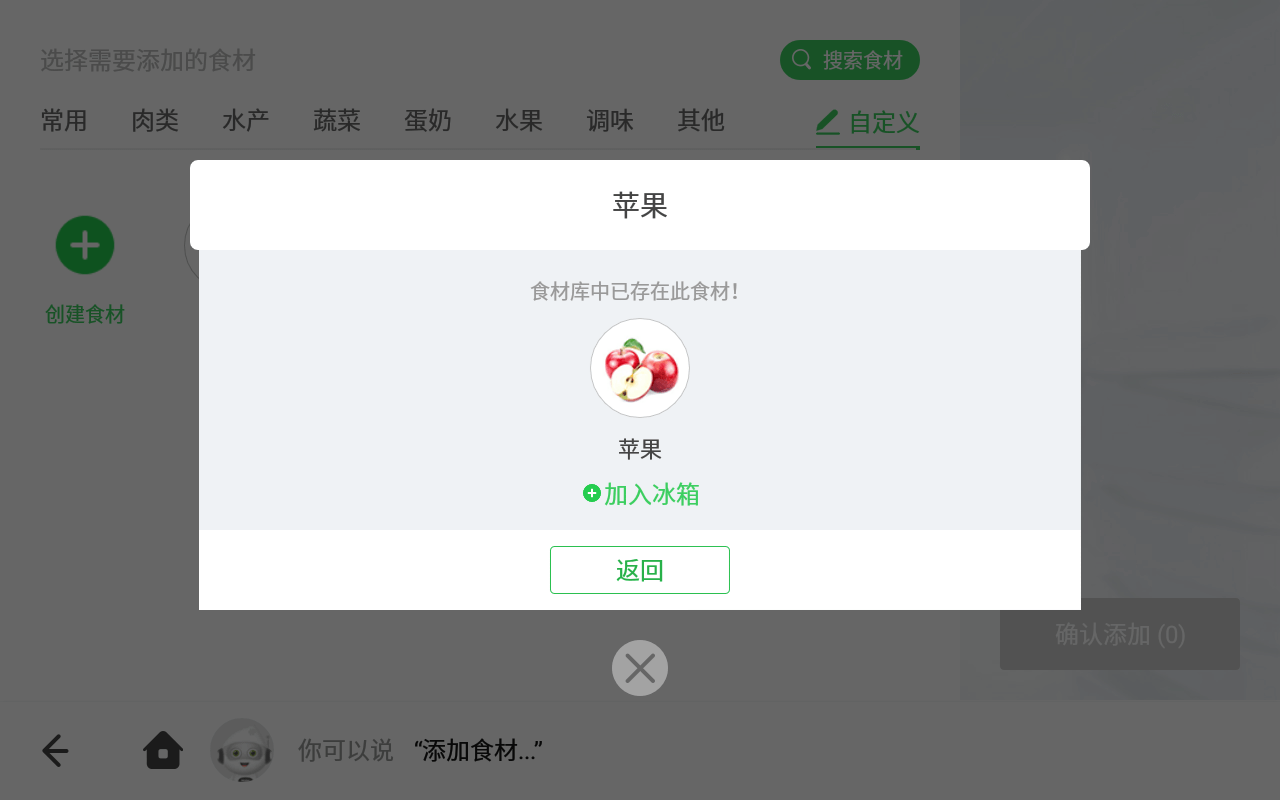 选择需要添加的食材
搜索食材
常用 肉类 水产 蔬菜 蛋奶 水果 调味 其他 自定义
苹果
创建食材
食材库中已存在此食材！
苹果
加入冰箱
返回
确认添加 (0)
你可以说 “添加食材...”